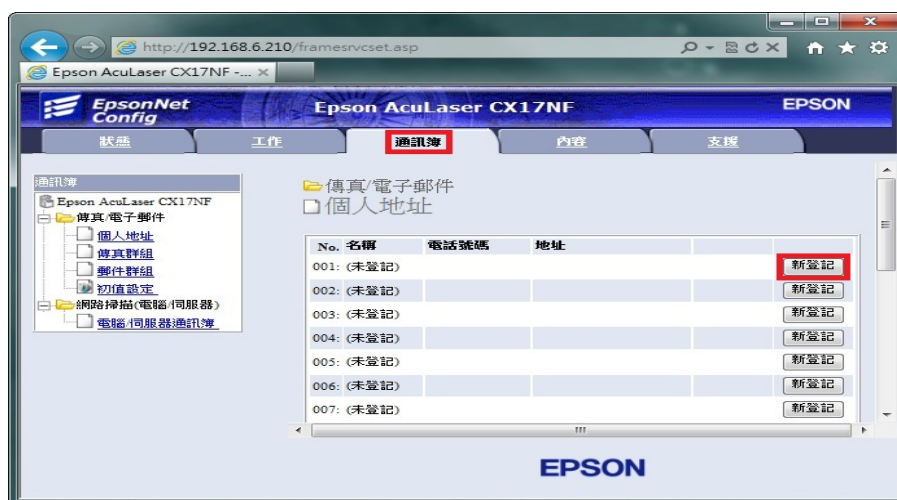 http://192.168.6.210/framesrvcset.asp
Epson AcuLaser CX17NF -...
EpsonNet
Config
Epson AcuLaser CX17NF
EPSON
狀態
工作
通訊簿
內容
支援
通訊簿
Epson AcuLaser CX17NF
傳真/電子郵件
個人地址
傳真群組
郵件群組
初值設定
網路掃描(電腦/伺服器)
電腦/伺服器通訊簿
傳真/電子郵件
個人地址
No. 名稱 電話號碼 地址
001: (未登記) 新登記
002: (未登記) 新登記
003: (未登記) 新登記
004: (未登記) 新登記
005: (未登記) 新登記
006: (未登記) 新登記
007: (未登記) 新登記
EPSON